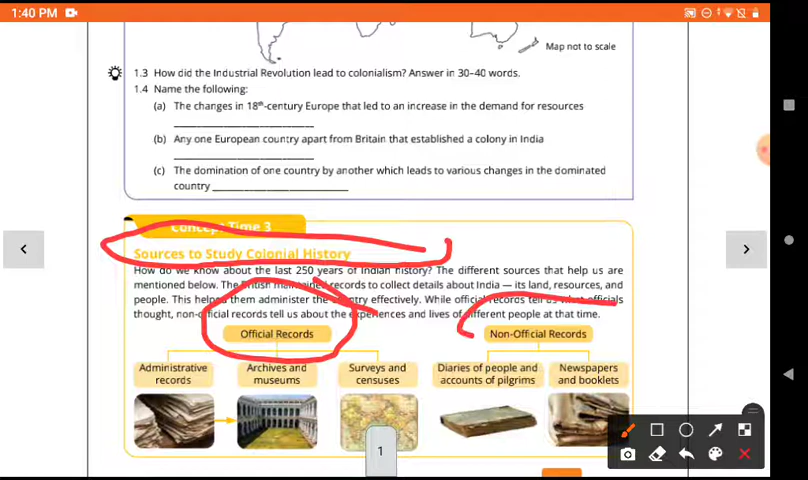 1:40 PM
Map not to scale
1.3 How did the Industrial Revolution lead to colonialism? Answer in 30–40 words.
1.4 Name the following:
(a) The changes in 18th-century Europe that led to an increase in the demand for resources
(b) Any one European country apart from Britain that established a colony in India
(c) The domination of one country by another which leads to various changes in the dominated
country
Concept Time 3
Sources to Study Colonial History
How do we know about the last 250 years of Indian history? The different sources that help us are
mentioned below. The British maintained records to collect details about India — its land, resources, and
people. This helped them administer the country effectively. While official records tell us what officials
thought, non-official records tell us about the experiences and lives of different people at that time.
Official Records
Non-Official Records
Administrative
records
Archives and
museums
Surveys and
censuses
Diaries of people and
accounts of pilgrims
Newspapers
and booklets
1